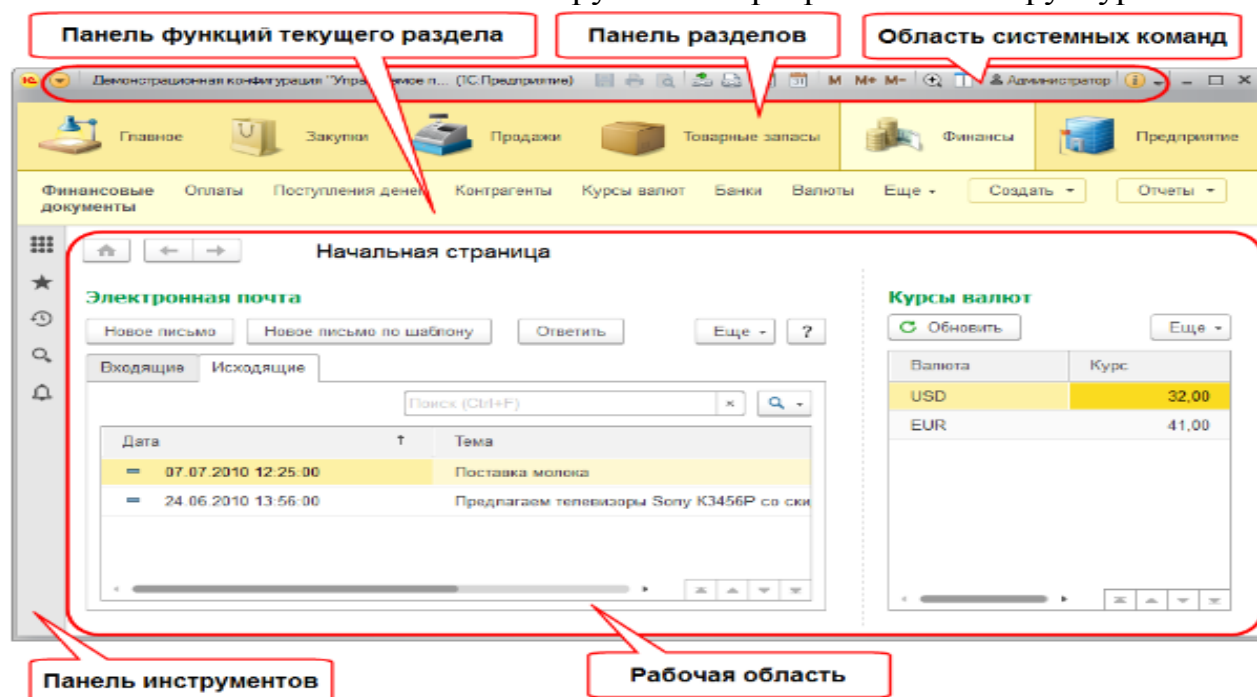 Панель функций текущего раздела
Панель разделов
Область системных команд
Демонстрационная конфигурация "Управляемое п... (1С:Предприятие)
31
M M+ M-
Администратор
Главное
Закупки
Продажи
Товарные запасы
Финансы
Предприятие
Финансовые документы
Оплаты
Поступления денег
Контрагенты
Курсы валют
Банки
Валюты
Еще
Создать
Отчеты
Начальная страница
Электронная почта
Новое письмо
Новое письмо по шаблону
Ответить
Еще
?
Входящие
Исходящие
Поиск (Ctrl+F)
×
Дата
Тема
07.07.2010 12:25:00 Поставка молока
24.06.2010 13:56:00 Предлагаем телевизоры Sony K3456P со ски
Курсы валют
Обновить
Еще
Валюта Курс
USD 32,00
EUR 41,00
Панель инструментов
Рабочая область